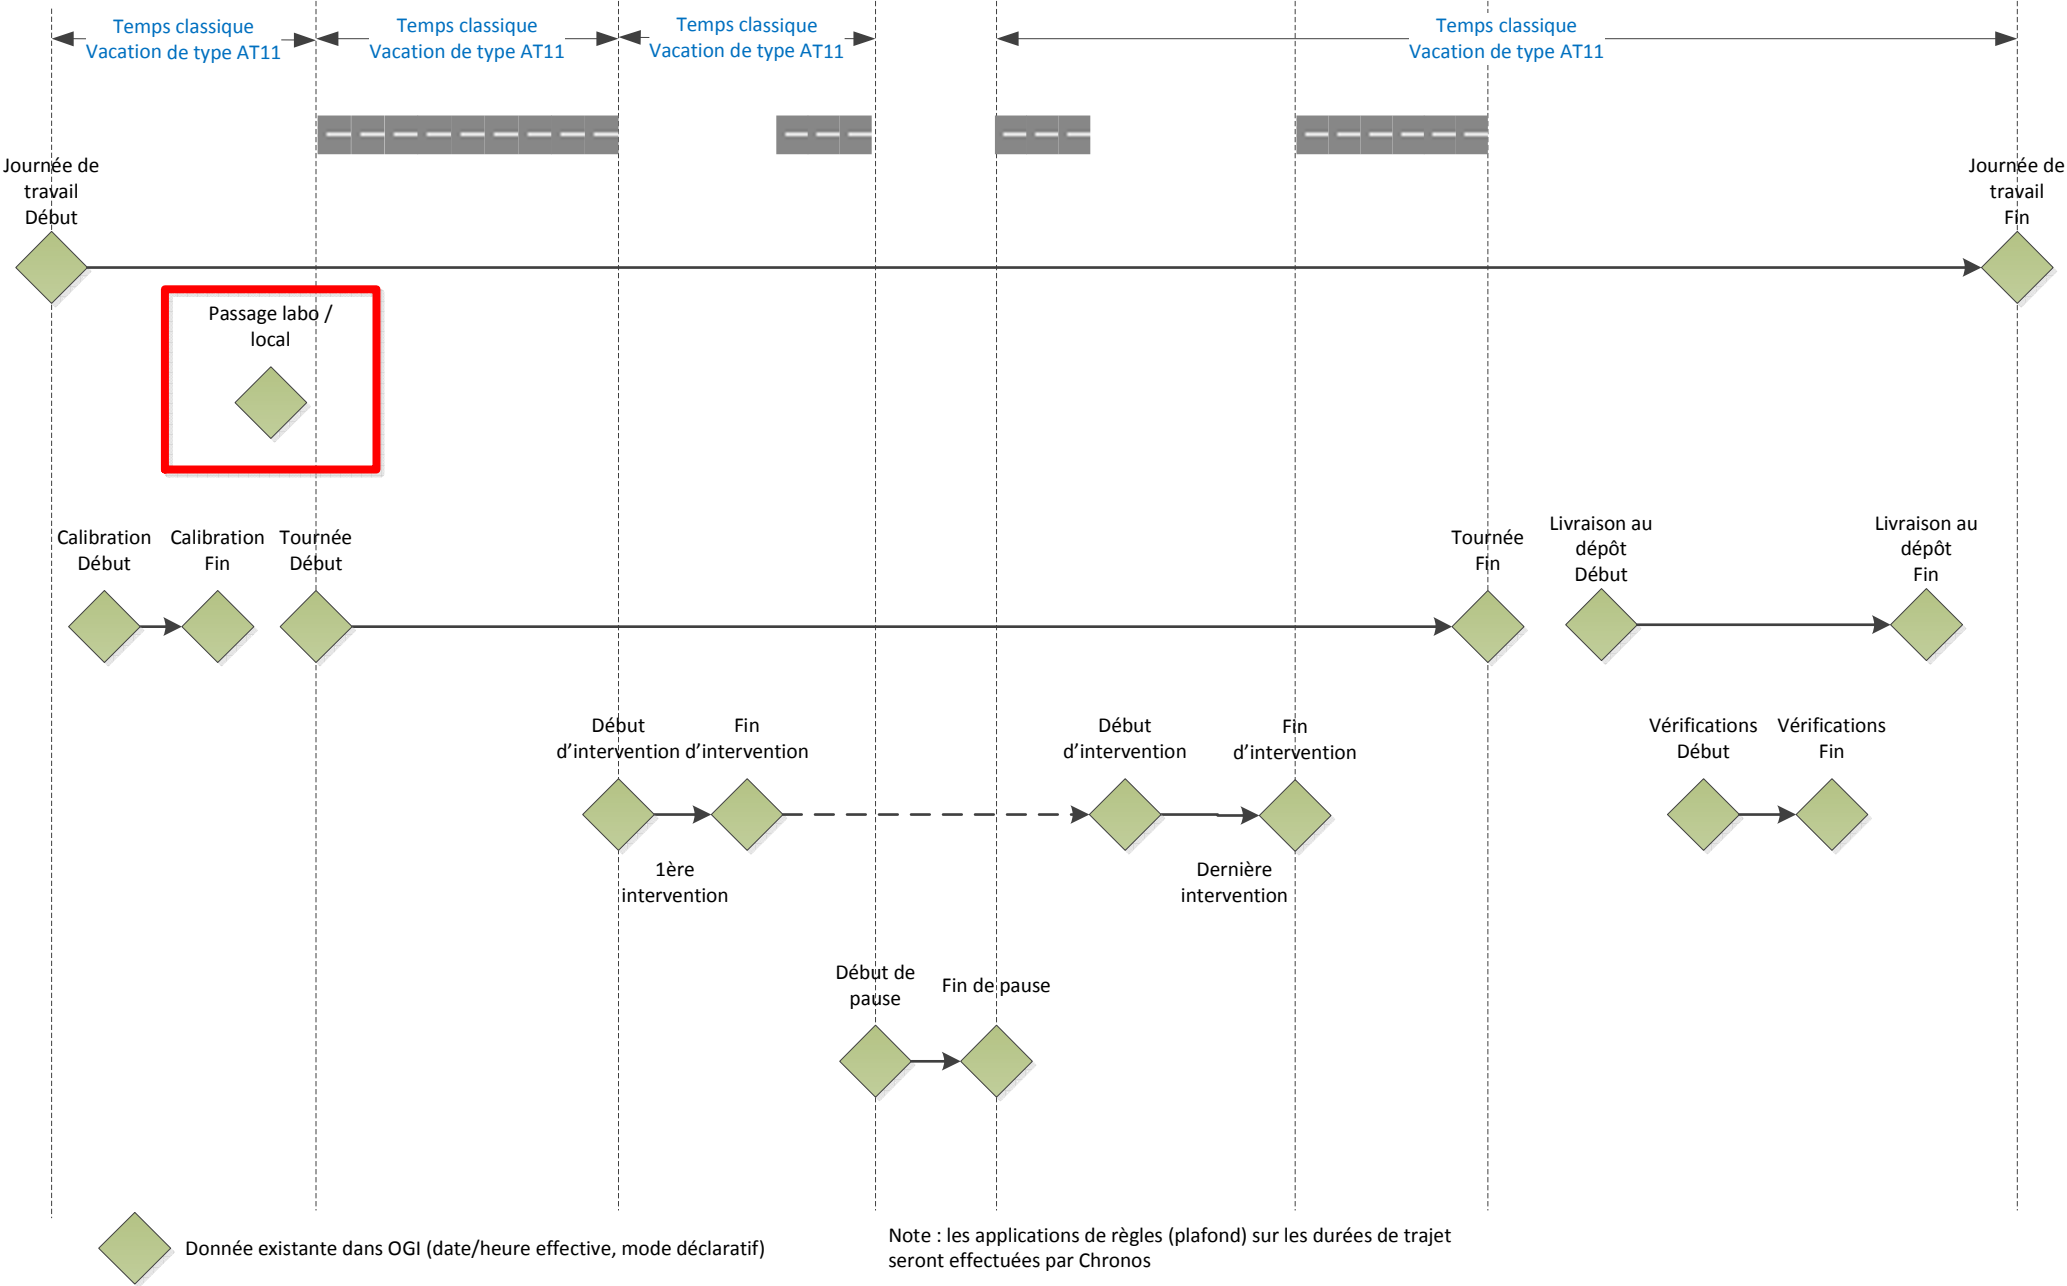 Temps classique
Vacation de type AT11
Temps classique
Vacation de type AT11
Temps classique
Vacation de type AT11
Temps classique
Vacation de type AT11
Journée de
travail
Début
Journée de
travail
Fin
Passage labo /
local
Calibration
Début
Calibration
Fin
Tournée
Début
Tournée
Fin
Livraison au
dépôt
Début
Livraison au
dépôt
Fin
Début
d’intervention
Fin
d’intervention
Début
d’intervention
Fin
d’intervention
Vérifications
Début
Vérifications
Fin
1ère
intervention
Dernière
intervention
Début de
pause
Fin de pause
Donnée existante dans OGI (date/heure effective, mode déclaratif)
Note : les applications de règles (plafond) sur les durées de trajet
seront effectuées par Chronos